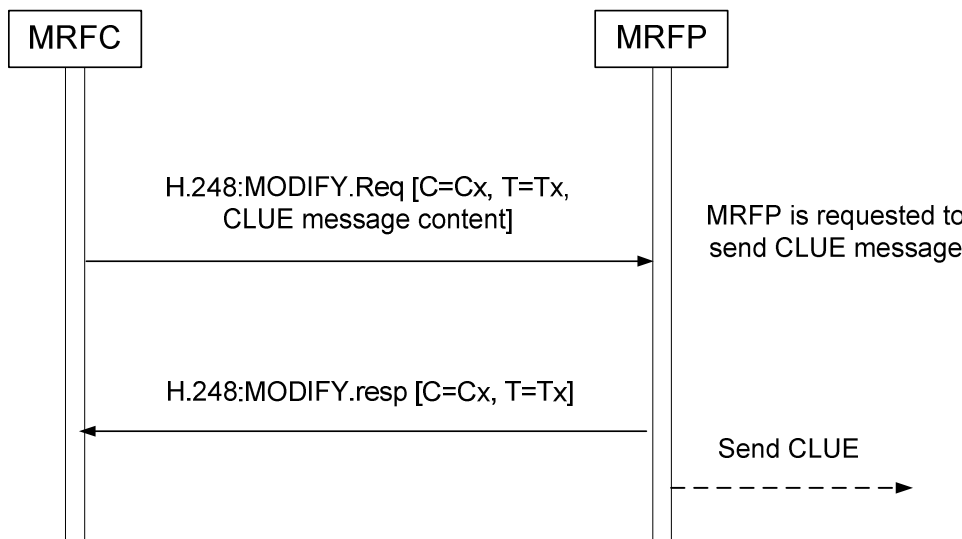 MRFC
MRFP
H.248:MODIFY.Req [C=Cx, T=Tx,
CLUE message content]
MRFP is requested to
send CLUE message
H.248:MODIFY.resp [C=Cx, T=Tx]
Send CLUE